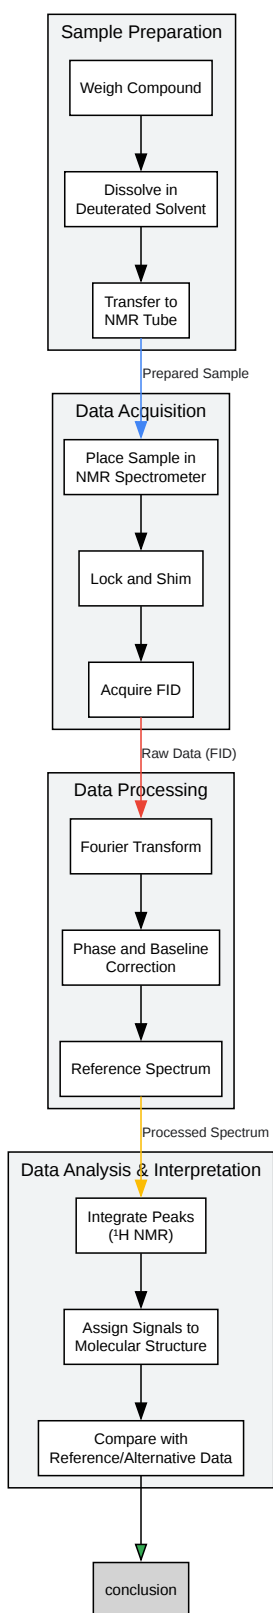 Sample Preparation
Weigh Compound
Dissolve in
Deuterated Solvent
Transfer to
NMR Tube
Prepared Sample
Data Acquisition
Place Sample in
NMR Spectrometer
Lock and Shim
Acquire FID
Raw Data (FID)
Data Processing
Fourier Transform
Phase and Baseline
Correction
Reference Spectrum
Processed Spectrum
Data Analysis & Interpretation
Integrate Peaks
(¹H NMR)
Assign Signals to
Molecular Structure
Compare with
Reference/Alternative Data
conclusion